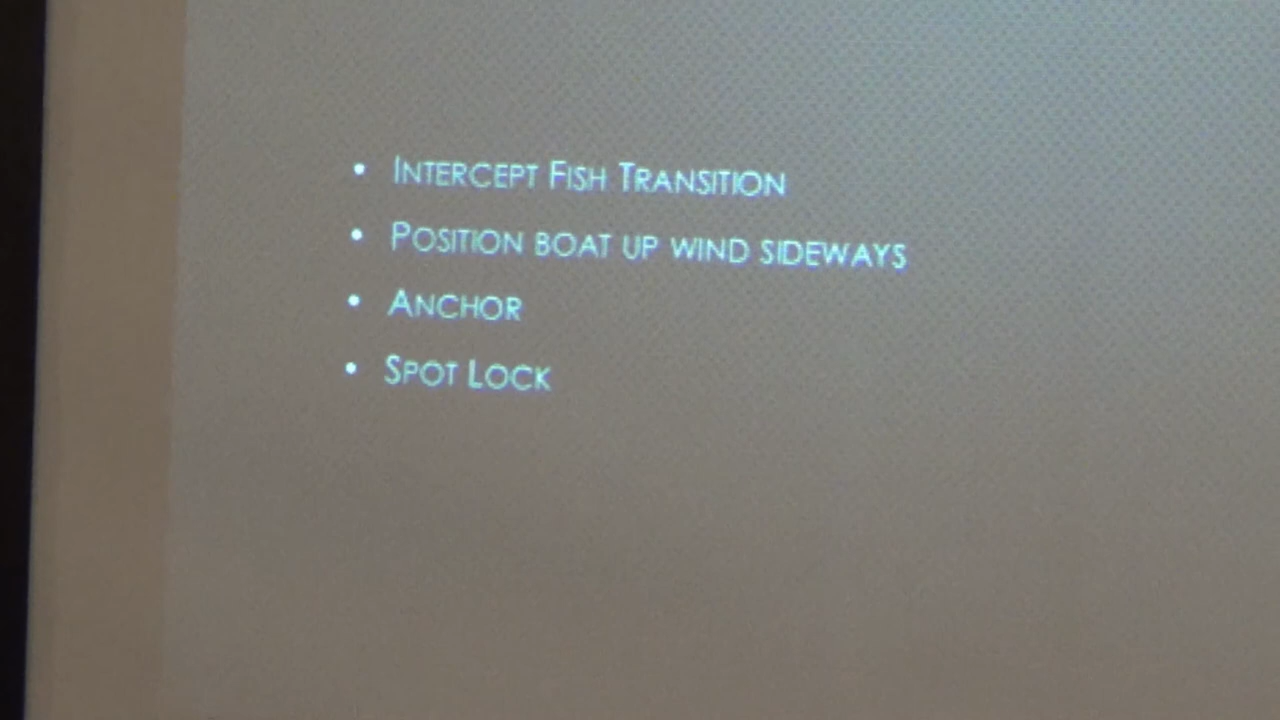 • Intercept Fish Transition
• Position boat up wind sideways
• Anchor
• Spot Lock